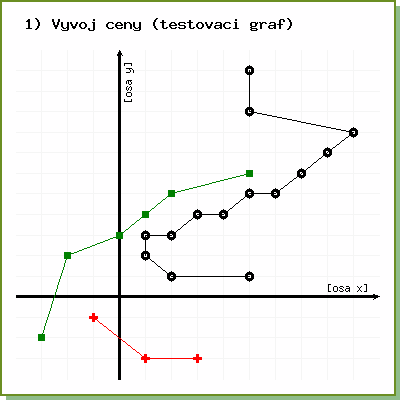 1) Vyvoj ceny (testovaci graf)
[osa y]
[osa x]